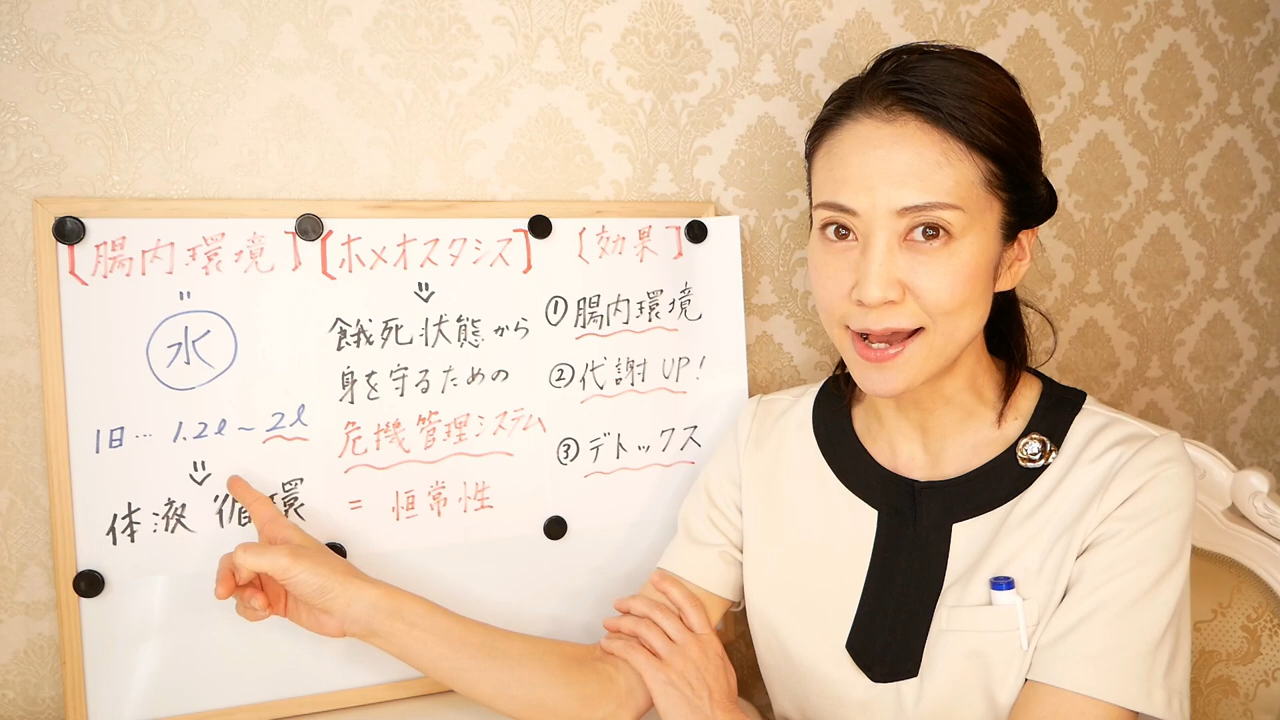 【腸内環境】
〃
水
1日…1.2ℓ〜2ℓ
体液循環
【ホメオスタシス】
餓死状態から
身を守るための
危機管理システム
= 恒常性
【効果】
①腸内環境
②代謝UP!
③デトックス